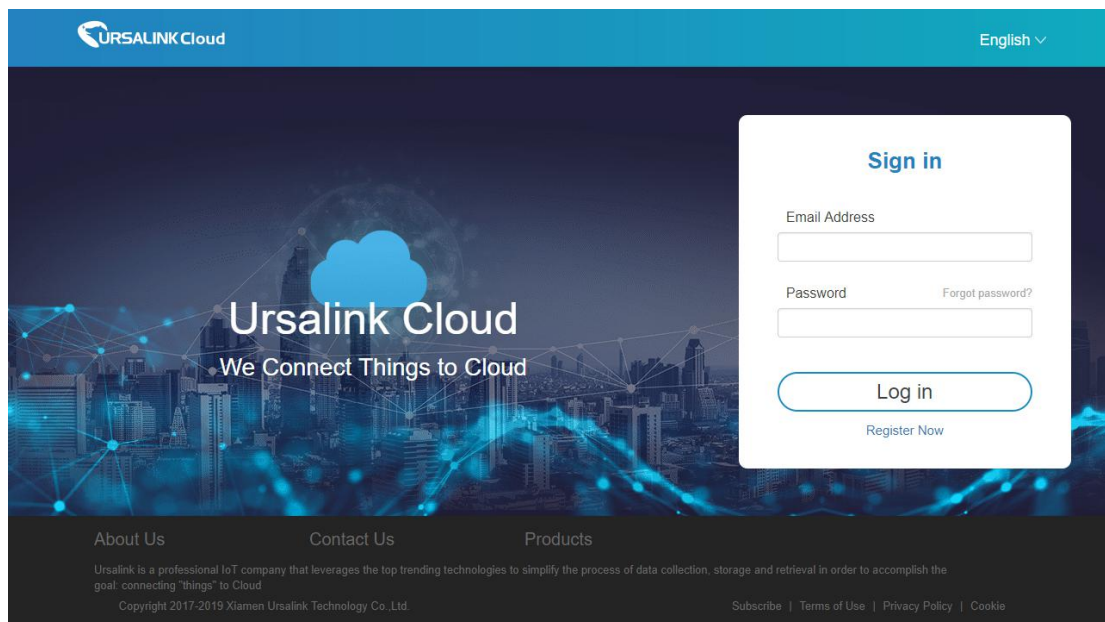 URSALINK Cloud
English
Sign in
Email Address
Password
Forgot password?
Log in
Register Now
Ursalink Cloud
We Connect Things to Cloud
About Us
Contact Us
Products
Ursalink is a professional IoT company that leverages the top trending technologies to simplify the process of data collection, storage and retrieval in order to accomplish the
goal: connecting "things" to Cloud
Copyright 2017-2019 Xiamen Ursalink Technology Co.,Ltd.
Subscribe | Terms of Use | Privacy Policy | Cookie